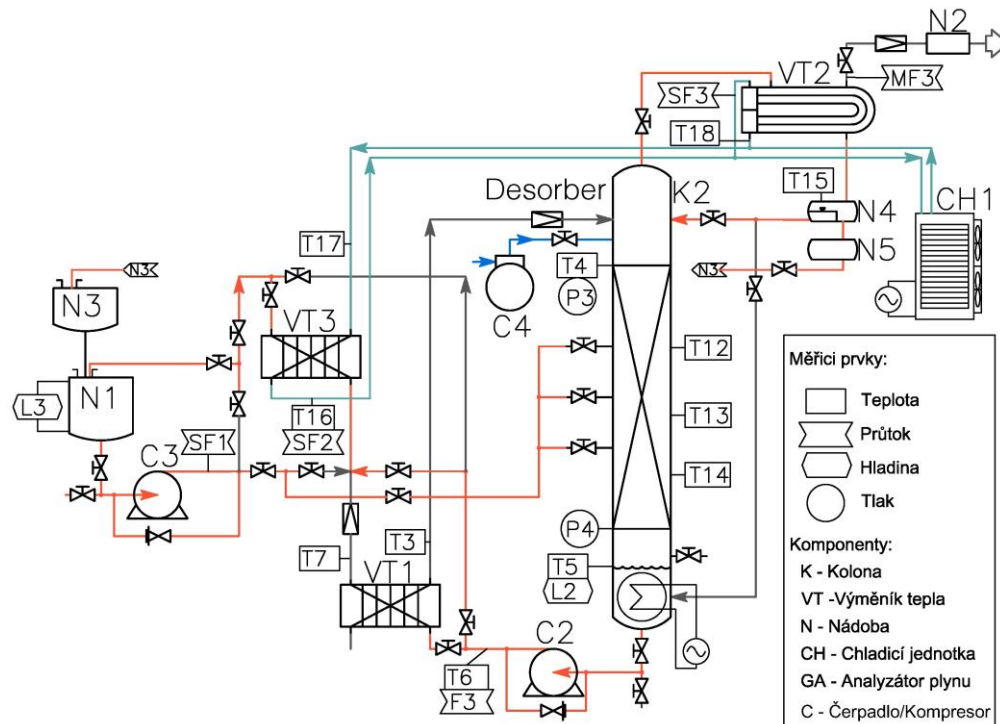 N2
VT2
SF3
MF3
T18
T15
Desorber
K2
N4
CH1
T17
N5
N3
N3
N3
T4
P3
C4
VT3
T12
N1
L3
T16
SF1
SF2
T13
C3
T14
P4
T7
T3
VT1
T5
L2
C2
T6
F3
Měřici prvky:
Teplota
Průtok
Hladina
Tlak
Komponenty:
K - Kolona
VT -Výměník tepla
N - Nádoba
CH - Chladicí jednotka
GA - Analyzátor plynu
C - Čerpadlo/Kompresor